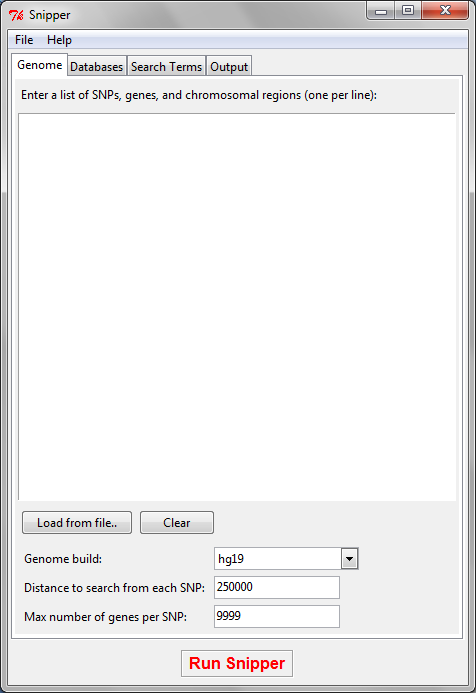 Snipper
File Help
Genome Databases Search Terms Output
Enter a list of SNPs, genes, and chromosomal regions (one per line):
Load from file.. Clear
Genome build: hg19
Distance to search from each SNP: 250000
Max number of genes per SNP: 9999
Run Snipper